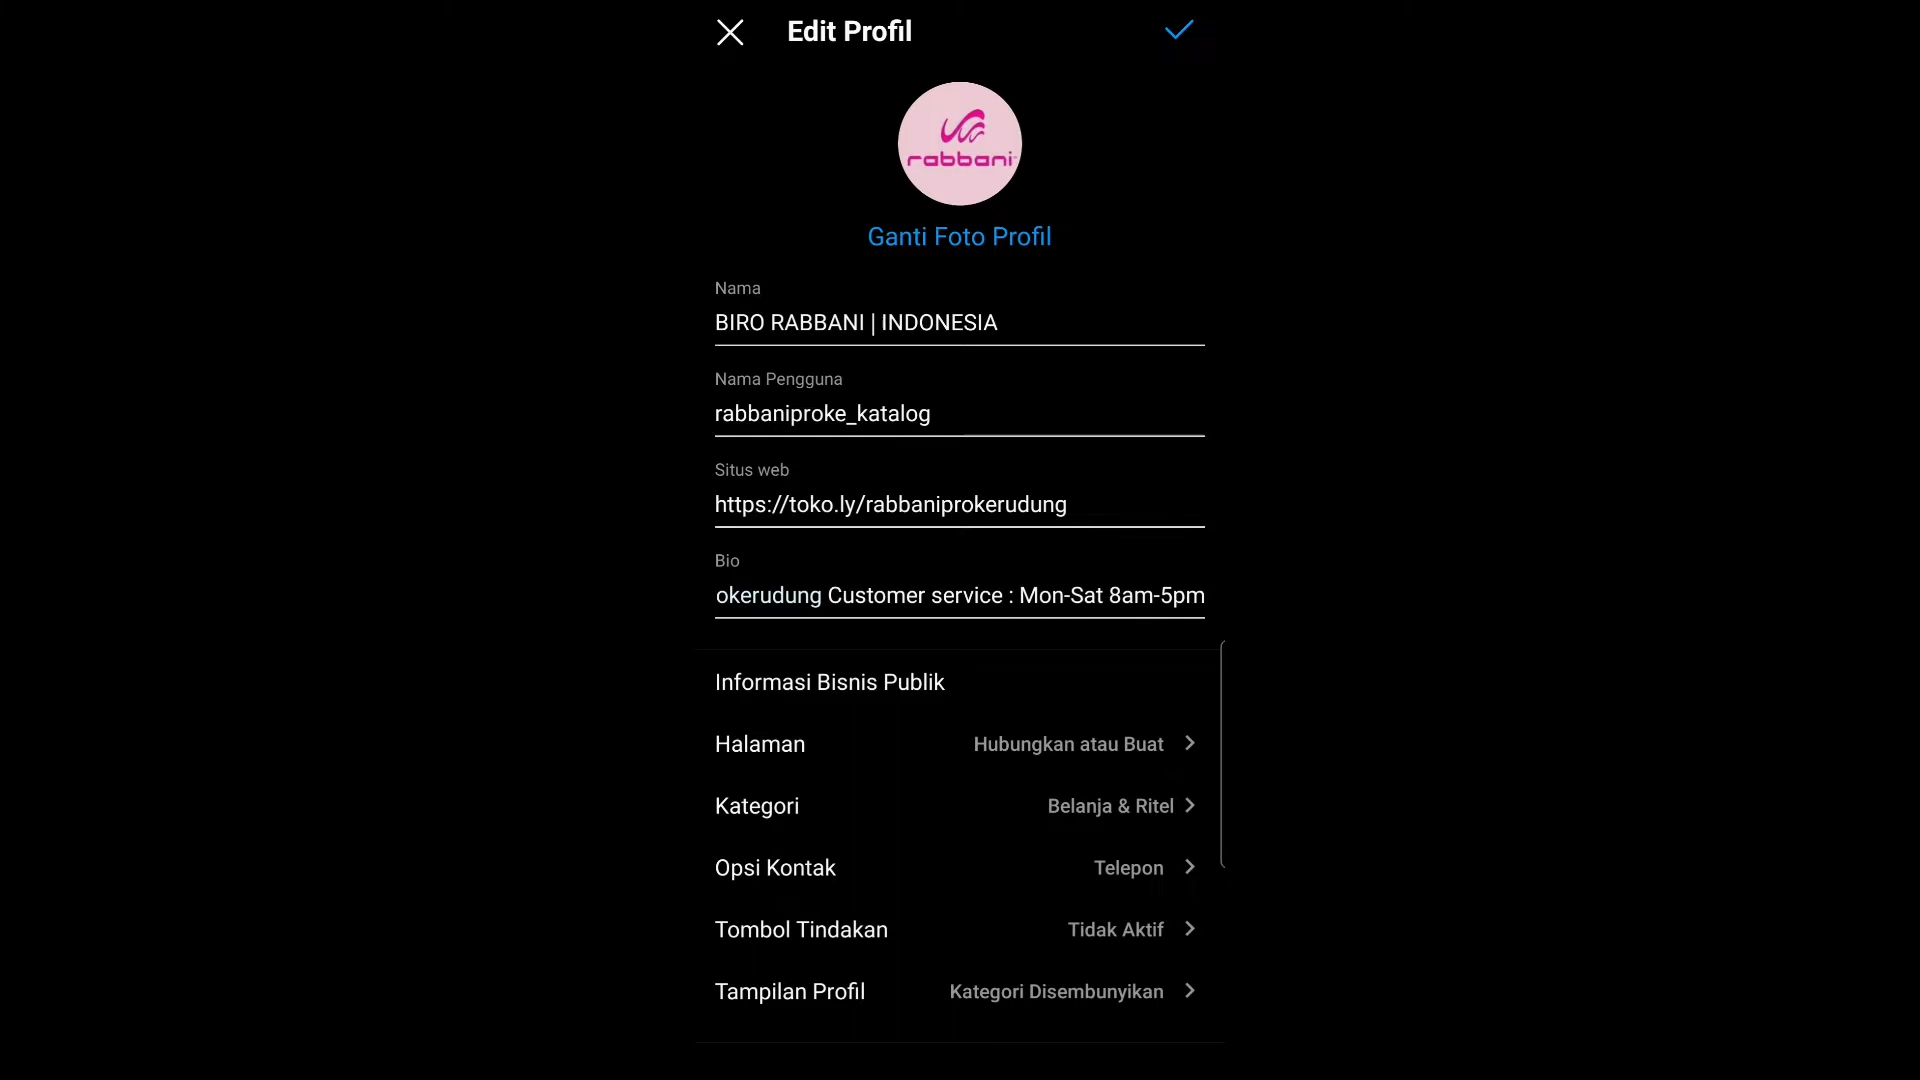 Edit Profil
rabbani
Ganti Foto Profil
Nama
BIRO RABBANI | INDONESIA
Nama Pengguna
rabbaniproke_katalog
Situs web
https://toko.ly/rabbaniprokerudung
Bio
okerudung Customer service : Mon-Sat 8am-5pm
Informasi Bisnis Publik
Halaman Hubungkan atau Buat
Kategori Belanja & Ritel
Opsi Kontak Telepon
Tombol Tindakan Tidak Aktif
Tampilan Profil Kategori Disembunyikan